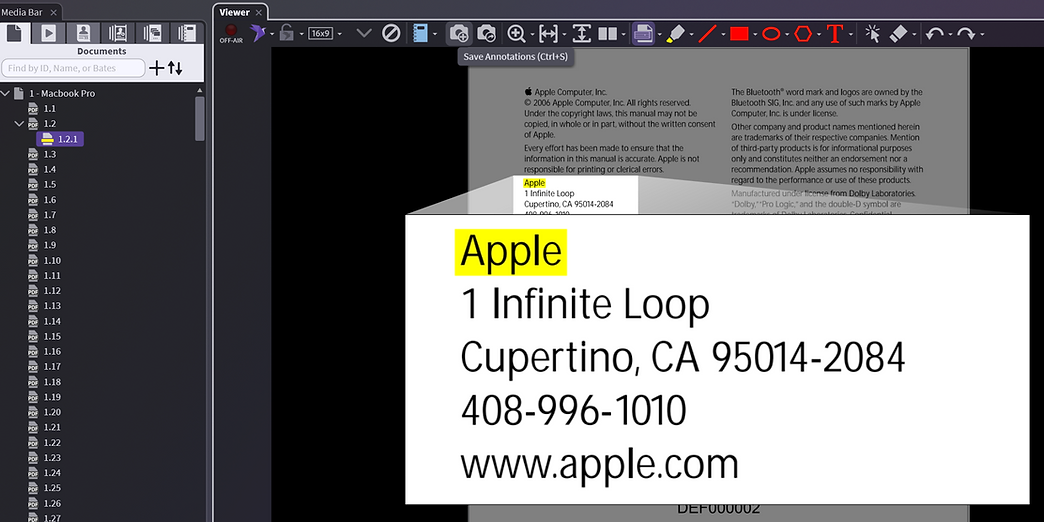 Media Bar
Documents
Find by ID, Name, or Bates
1 - Macbook Pro
1.1
1.2
1.2.1
1.3
1.4
1.5
1.6
1.7
1.8
1.9
1.10
1.11
1.12
1.13
1.14
1.15
1.16
1.17
1.18
1.19
1.20
1.21
1.22
1.23
1.24
1.25
1.26
1.27
Viewer
OFF-AIR
16x9
T
Save Annotations (Ctrl+S)
Apple Computer, Inc.
© 2006 Apple Computer, Inc. All rights reserved.
Under the copyright laws, this manual may not be
copied, in whole or in part, without the written consent
of Apple.
Every effort has been made to ensure that the
information in this manual is accurate. Apple is not
responsible for printing or clerical errors.
Apple
1 Infinite Loop
Cupertino, CA 95014-2084
408-996-1010
The Bluetooth® word mark and logos are owned by the
Bluetooth SIG, Inc. and any use of such marks by Apple
Computer, Inc. is under license.
Other company and product names mentioned herein
are trademarks of their respective companies. Mention
of third-party products is for informational purposes
only and constitutes neither an endorsement nor a
recommendation. Apple assumes no responsibility with
regard to the performance or use of these products.
Manufactured under license from Dolby Laboratories.
“Dolby,” “Pro Logic,” and the double-D symbol are
trademarks of Dolby Laboratories. Confidential
Apple
1 Infinite Loop
Cupertino, CA 95014-2084
408-996-1010
www.apple.com
DEF000002